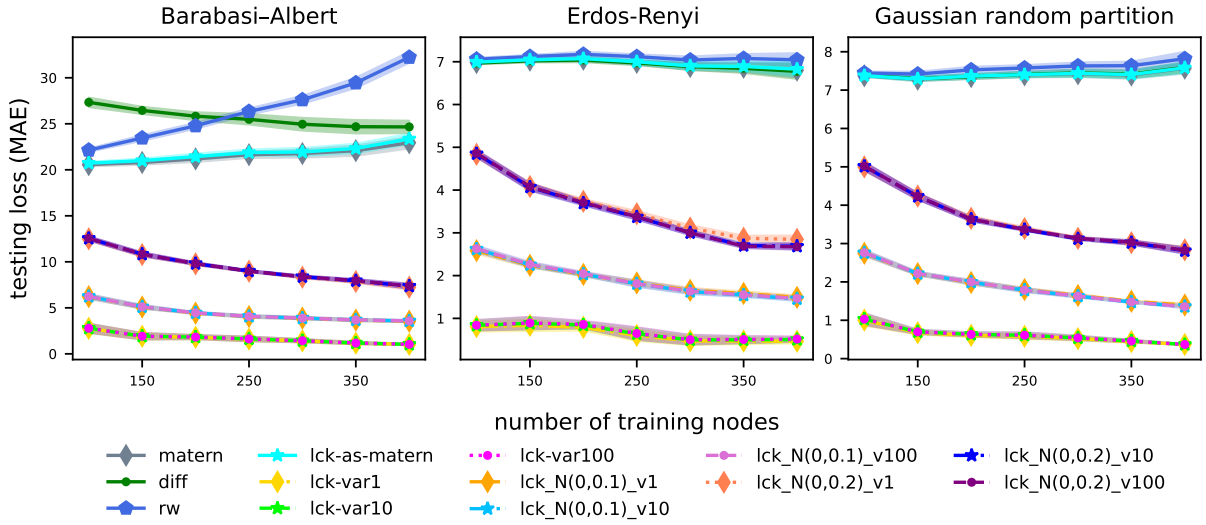 Barabasi–Albert
Erdos-Renyi
Gaussian random partition
testing loss (MAE)
30
25
20
15
10
5
0
150
250
350
7
6
5
4
3
2
1
150
250
350
8
7
6
5
4
3
2
1
0
150
250
350
number of training nodes
matern
diff
rw
lck-as-matern
lck-var1
lck-var10
lck-var100
lck_N(0,0.1)_v1
lck_N(0,0.1)_v10
lck_N(0,0.1)_v100
lck_N(0,0.2)_v1
lck_N(0,0.2)_v10
lck_N(0,0.2)_v100